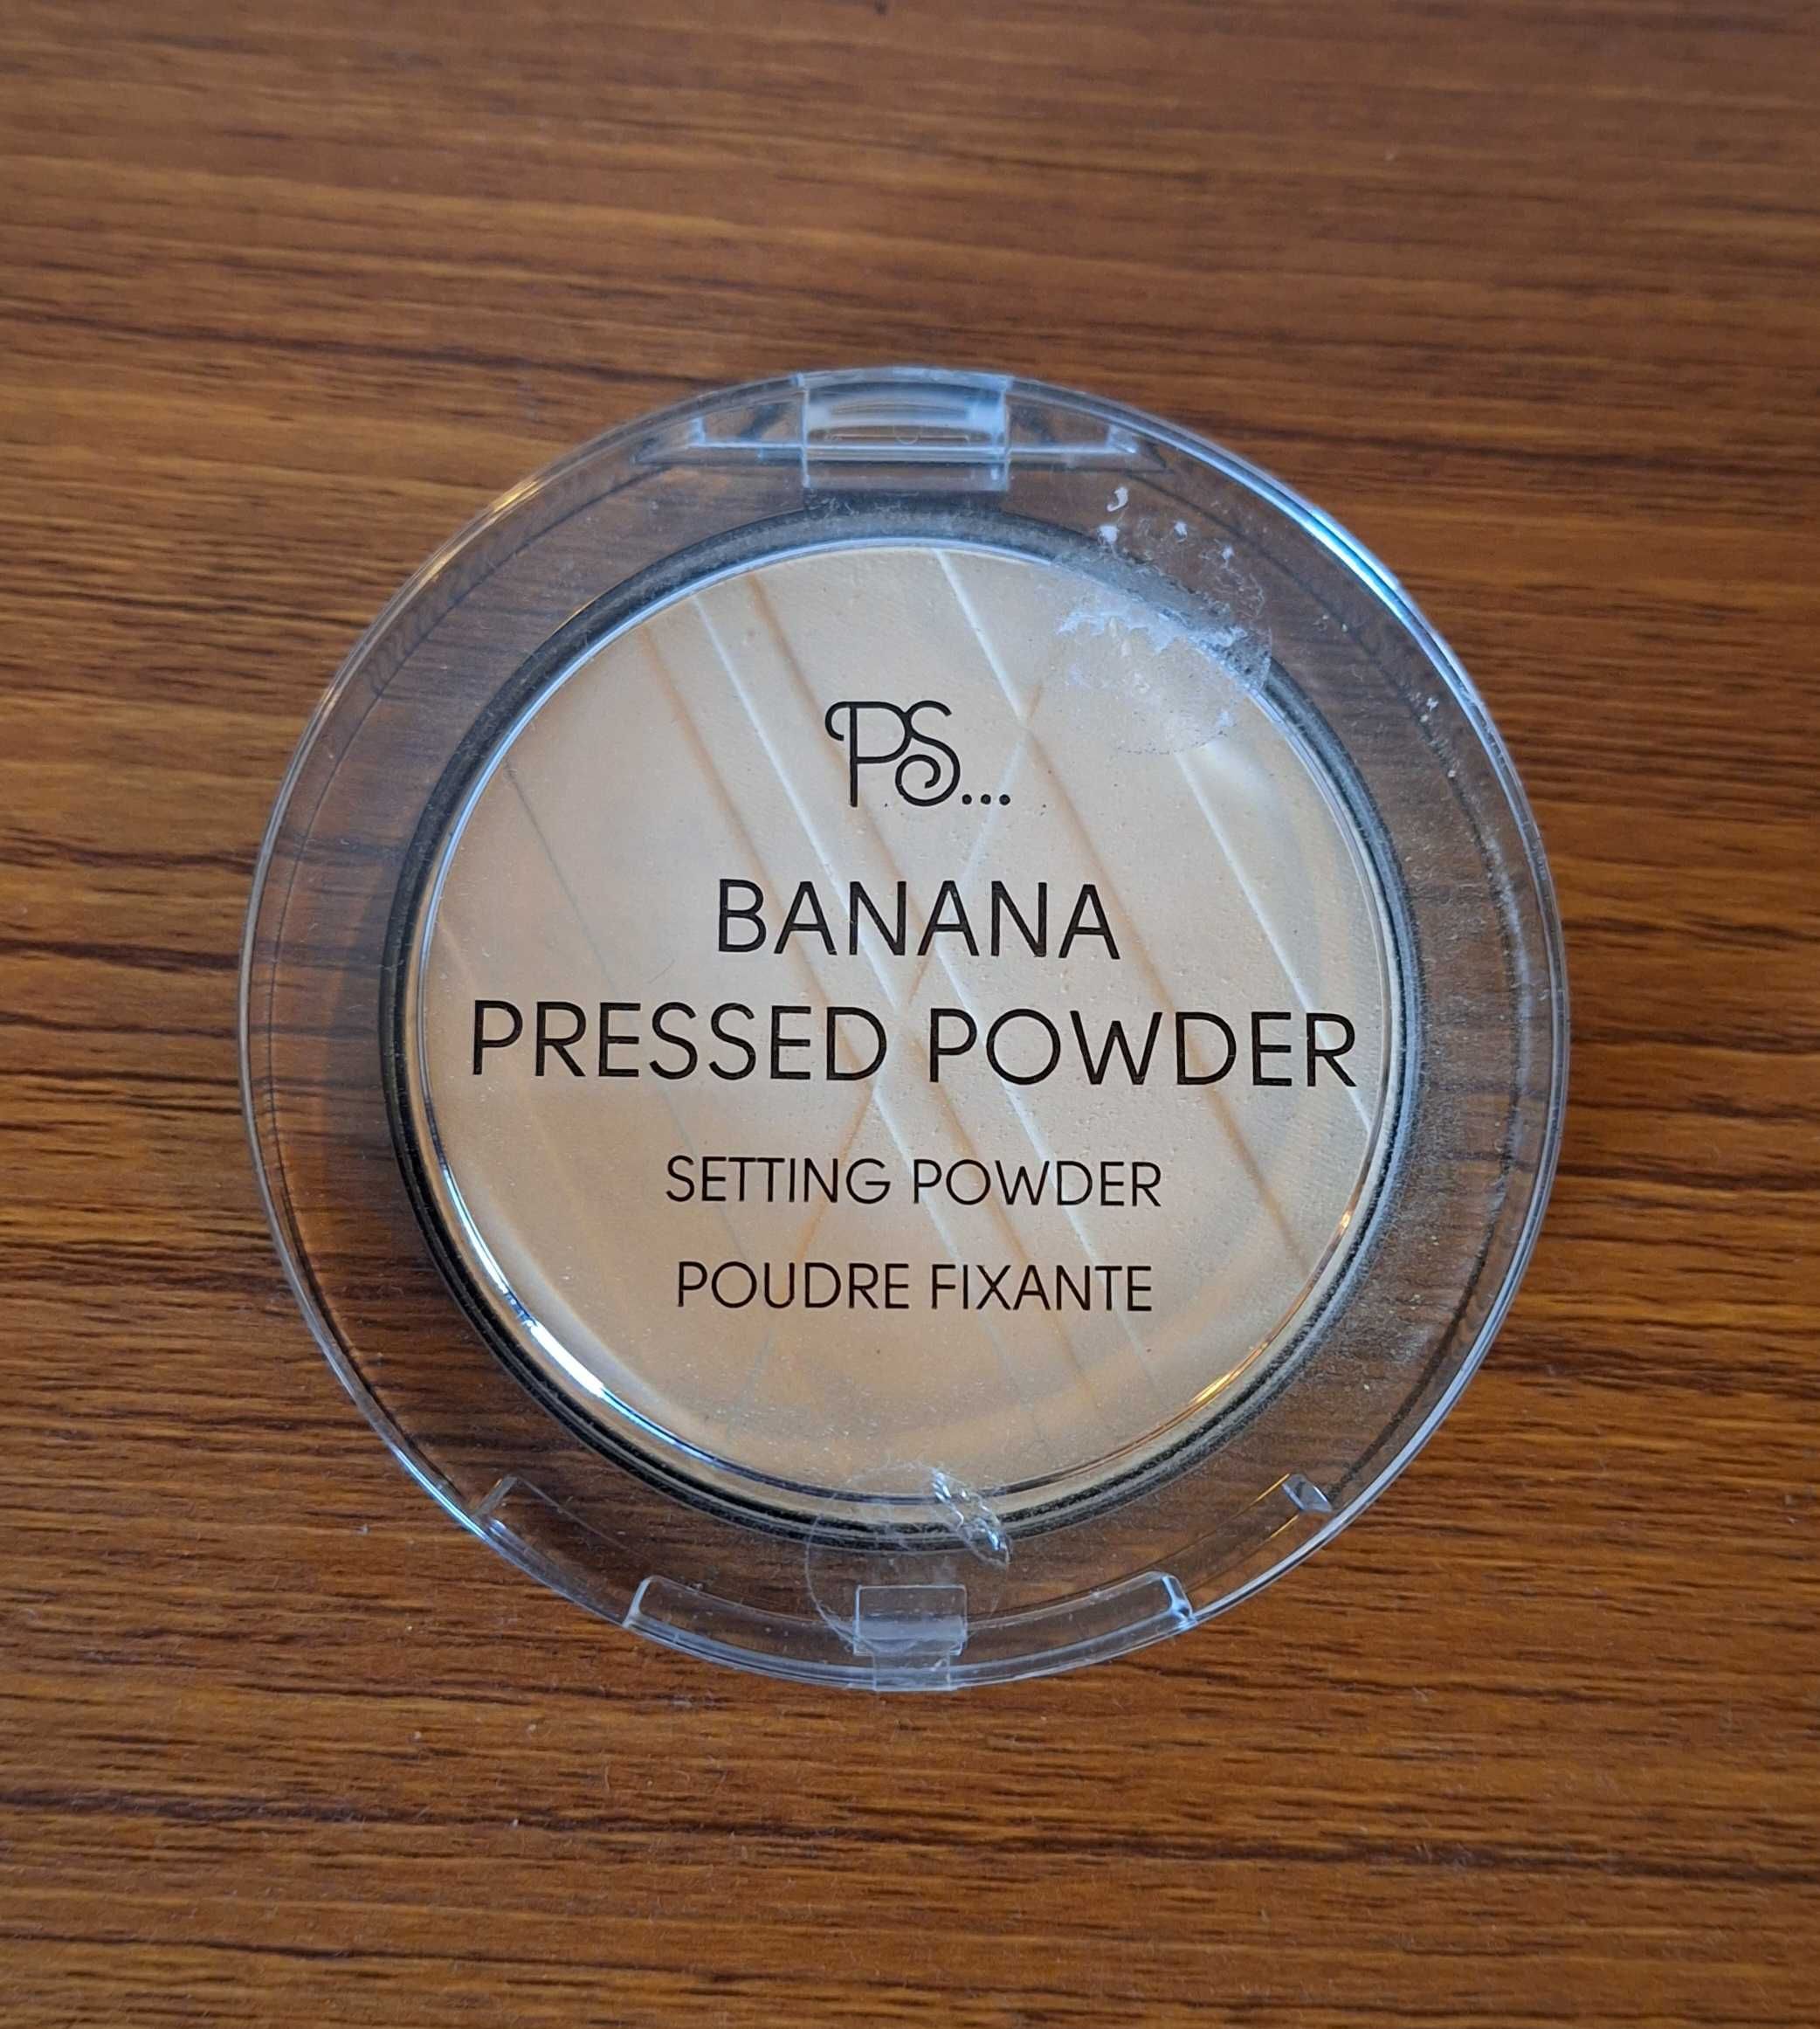 PS...
BANANA
PRESSED POWDER
SETTING POWDER
POUDRE FIXANTE